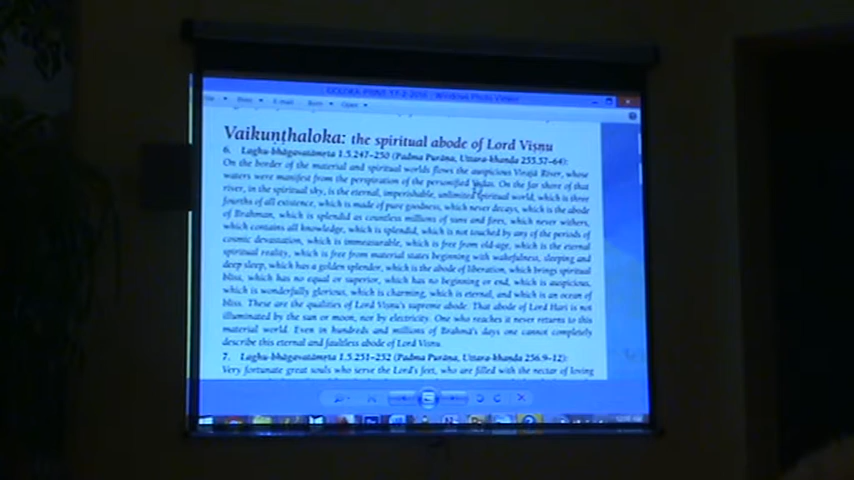 GOLOKA PRINT 17-2-2014 - Windows Photo Viewer
E-mail
Burn
Open
Vaikuṇṭhaloka: the spiritual abode of Lord Viṣṇu
6. Laghu-bhāgavatāmṛta 1.5.247–250 (Padma Purāṇa, Uttara-khanda 255.57–64):
On the border of the material and spiritual worlds flows the auspicious Virajā River, whose
waters were manifest from the perspiration of the personified Vedas. On the far shore of that
river, in the spiritual sky, is the eternal, imperishable, unlimited spiritual world, which is three
fourths of all existence, which is made of pure goodness, which never decays, which is the abode
of Brahman, which is splendid as countless millions of suns and fires, which never withers,
which contains all knowledge, which is splendid, which is not touched by any of the periods of
cosmic devastation, which is immeasurable, which is free from old-age, which is the eternal
spiritual reality, which is free from material states beginning with wakefulness, sleeping and
deep sleep, which has a golden splendor, which is the abode of liberation, which brings spiritual
bliss, which has no equal or superior, which has no beginning or end, which is auspicious,
which is wonderfully glorious, which is charming, which is eternal, and which is an ocean of
bliss. These are the qualities of Lord Viṣṇu's supreme abode. That abode of Lord Hari is not
illuminated by the sun or moon, nor by electricity. One who reaches it never returns to this
material world. Even in hundreds and millions of Brahmā's days one cannot completely
describe this eternal and faultless abode of Lord Viṣṇu.
7. Laghu-bhāgavatāmṛta 1.5.251–252 (Padma Purāṇa, Uttara-khanda 256.9–12):
Very fortunate great souls who serve the Lord's feet, who are filled with the nectar of loving